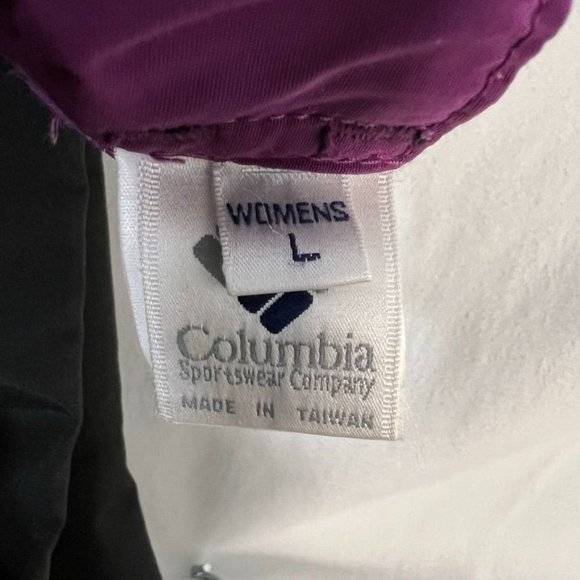 WOMENS
L
Columbia
Sportswear Company
MADE IN TAIWAN